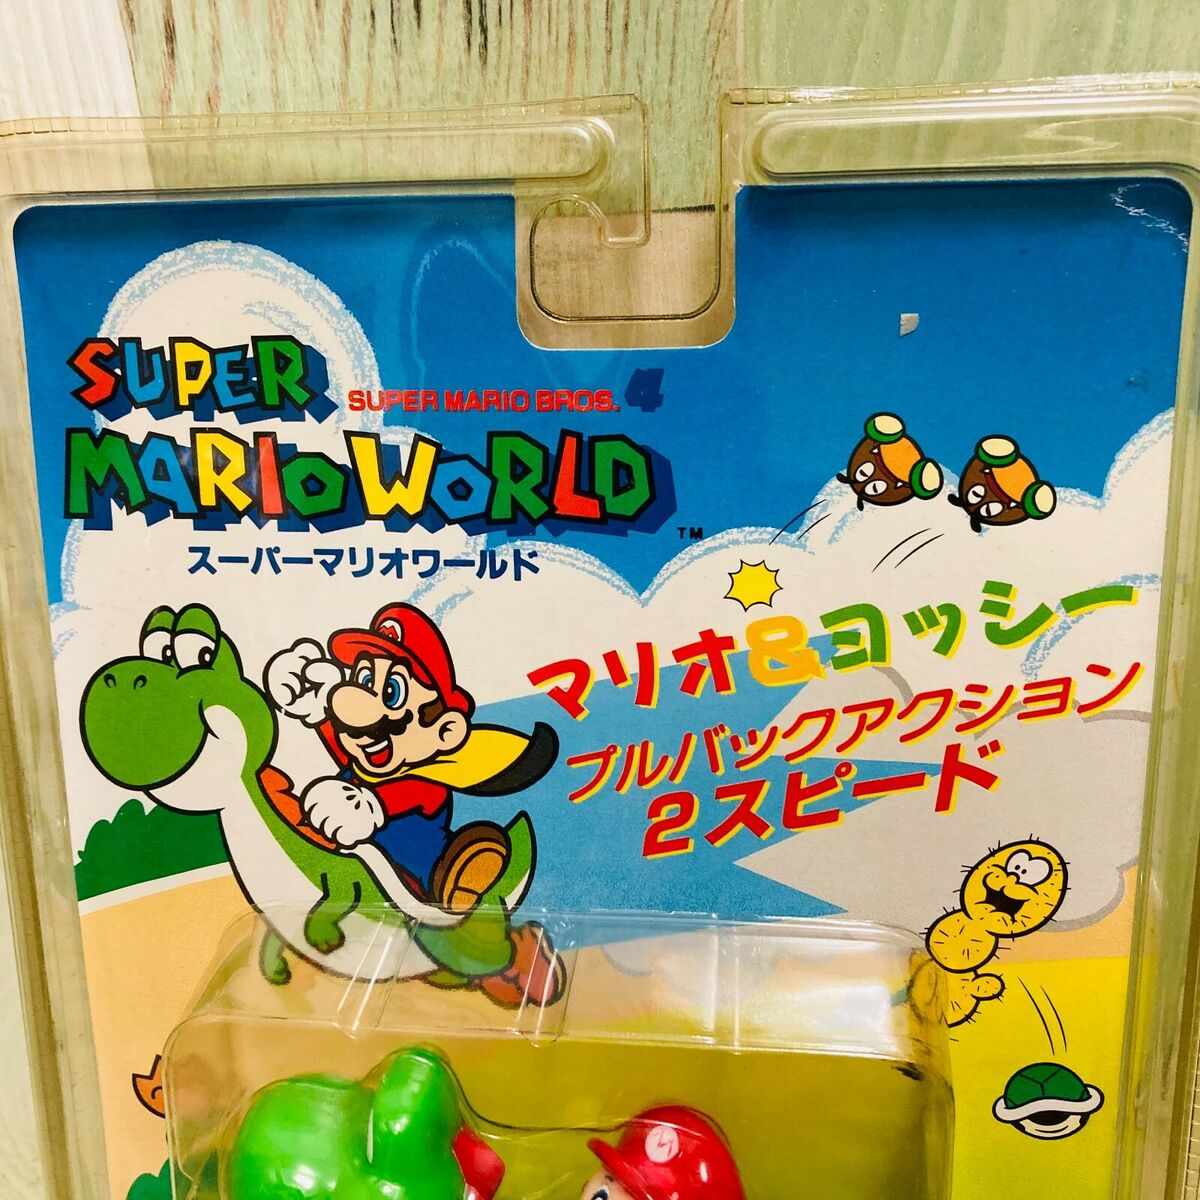 SUPER
SUPER MARIO BROS. 4
MARIO WORLD TM
スーパーマリオワールド
マリオ&ヨッシー
プルバックアクション
2スピード
M
M